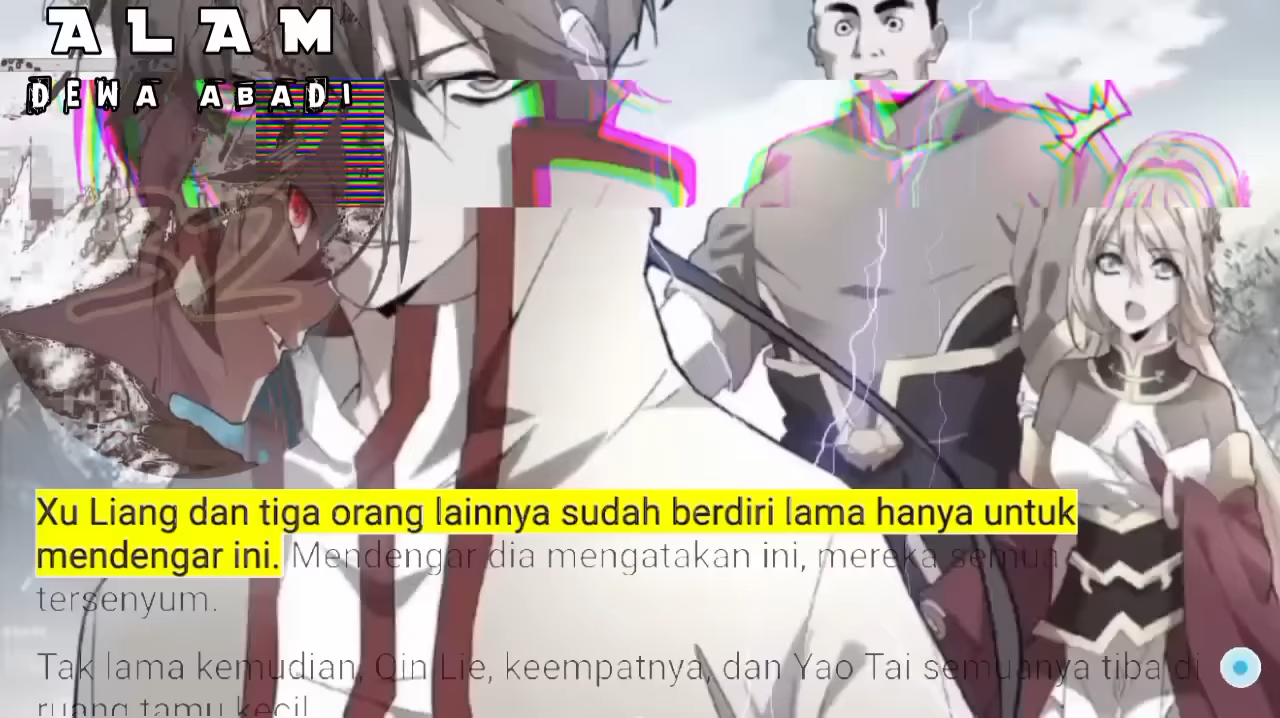 ALAM
DEWA ABADI
32
Xu Liang dan tiga orang lainnya sudah berdiri lama hanya untuk
mendengar ini. Mendengar dia mengatakan ini, mereka semua
tersenyum.
Tak lama kemudian, Qin Lie, keempatnya, dan Yao Tai semuanya tiba di
ruang tamu kecil